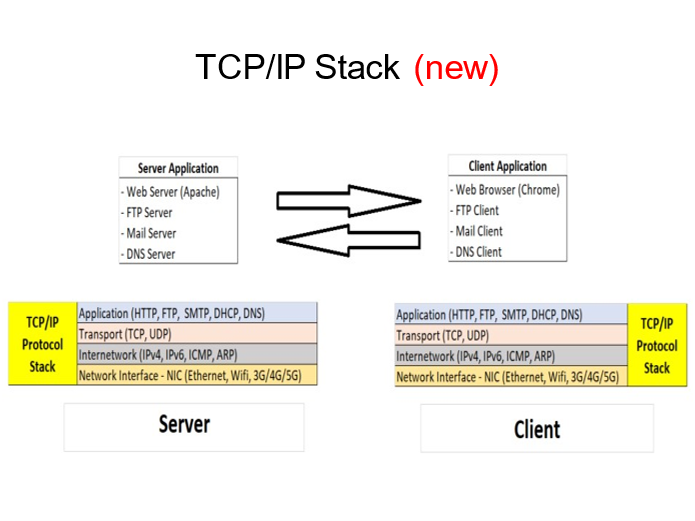 TCP/IP Stack (new)
Server Application
- Web Server (Apache)
- FTP Server
- Mail Server
- DNS Server
Client Application
- Web Browser (Chrome)
- FTP Client
- Mail Client
- DNS Client
TCP/IP
Protocol
Stack
Application (HTTP, FTP, SMTP, DHCP, DNS)
Transport (TCP, UDP)
Internetwork (IPv4, IPv6, ICMP, ARP)
Network Interface - NIC (Ethernet, Wifi, 3G/4G/5G)
Server
Application (HTTP, FTP, SMTP, DHCP, DNS)
Transport (TCP, UDP)
Internetwork (IPv4, IPv6, ICMP, ARP)
Network Interface - NIC (Ethernet, Wifi, 3G/4G/5G)
TCP/IP
Protocol
Stack
Client